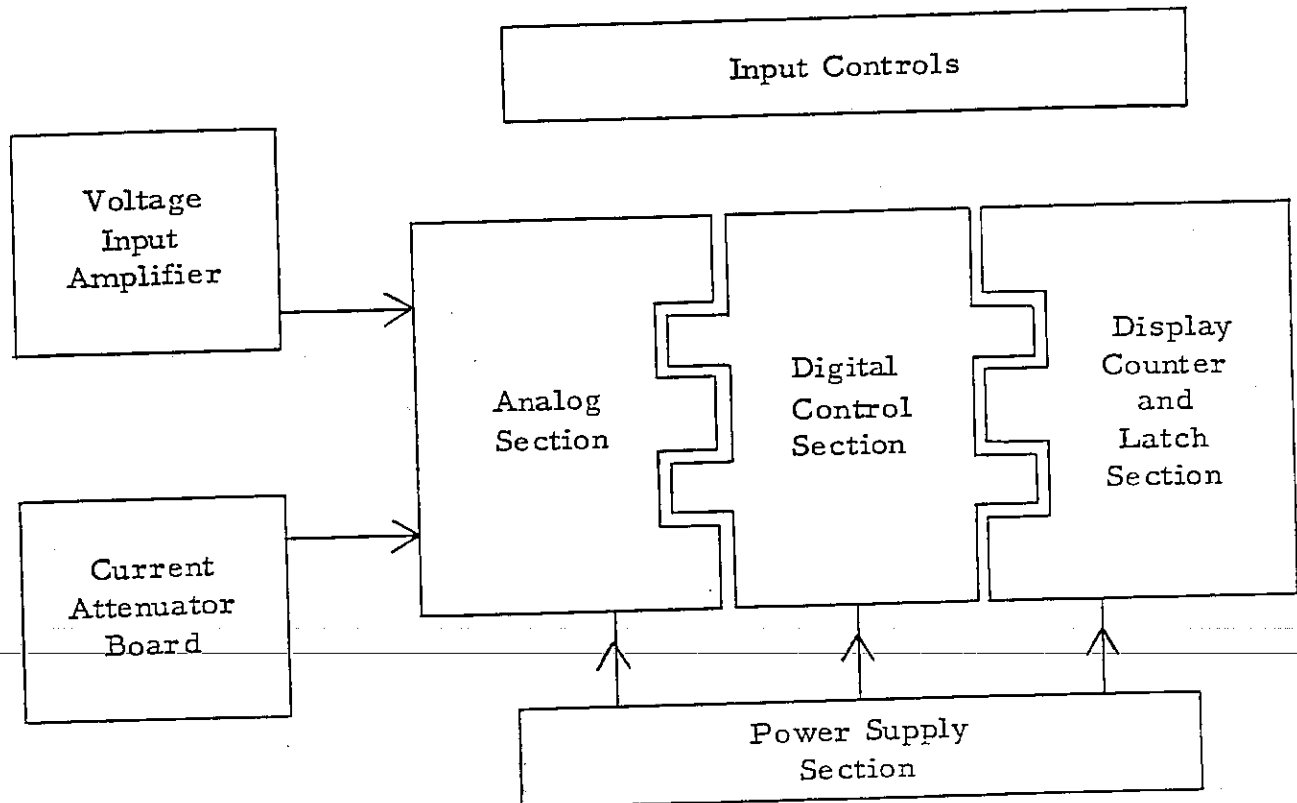 Input Controls
Voltage
Input
Amplifier
Analog
Section
Digital
Control
Section
Display
Counter
and
Latch
Section
Current
Attenuator
Board
Power Supply
Section